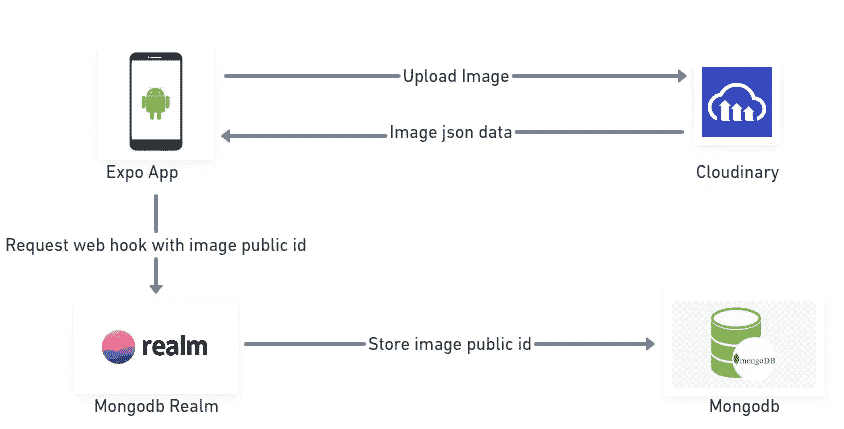 Upload Image
Image json data
Expo App
Cloudinary
Request web hook with image public id
realm
Store image public id
mongoDB
Mongodb Realm
Mongodb